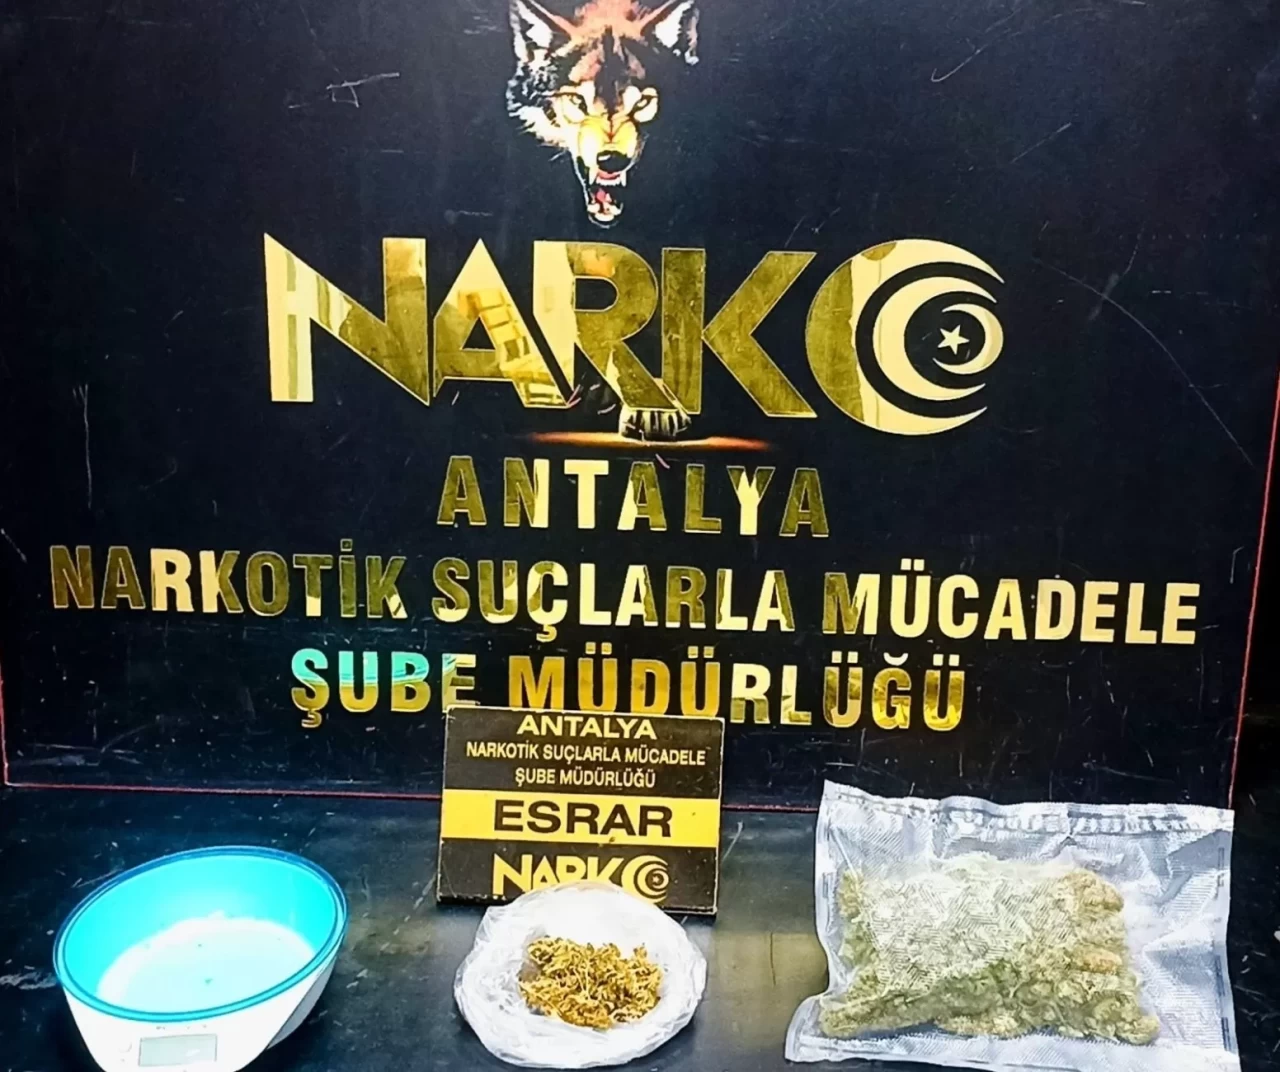 NARKO
ANTALYA
NARKOTİK SUÇLARLA MÜCADELE
ŞUBE MÜDÜRLÜĞÜ
ANTALYA
NARKOTİK SUÇLARLA MÜCADELE
ŞUBE MÜDÜRLÜĞÜ
ESRAR
NARKO